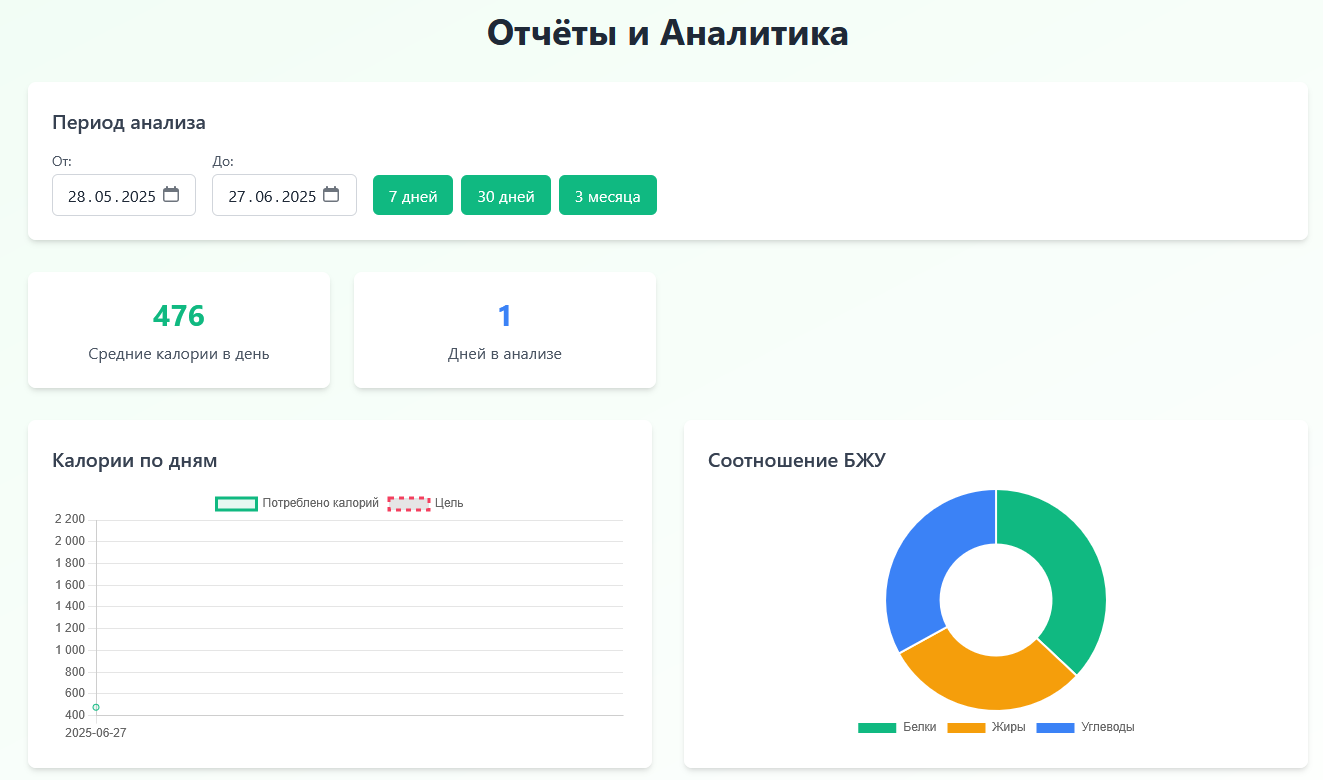 Отчёты и Аналитика
Период анализа
От:
До:
28.05.2025
27.06.2025
7 дней
30 дней
3 месяца
476
Средние калории в день
1
Дней в анализе
Калории по дням
Потреблено калорий
Цель
2 200
2 000
1 800
1 600
1 400
1 200
1 000
800
600
400
2025-06-27
Соотношение БЖУ
Белки
Жиры
Углеводы